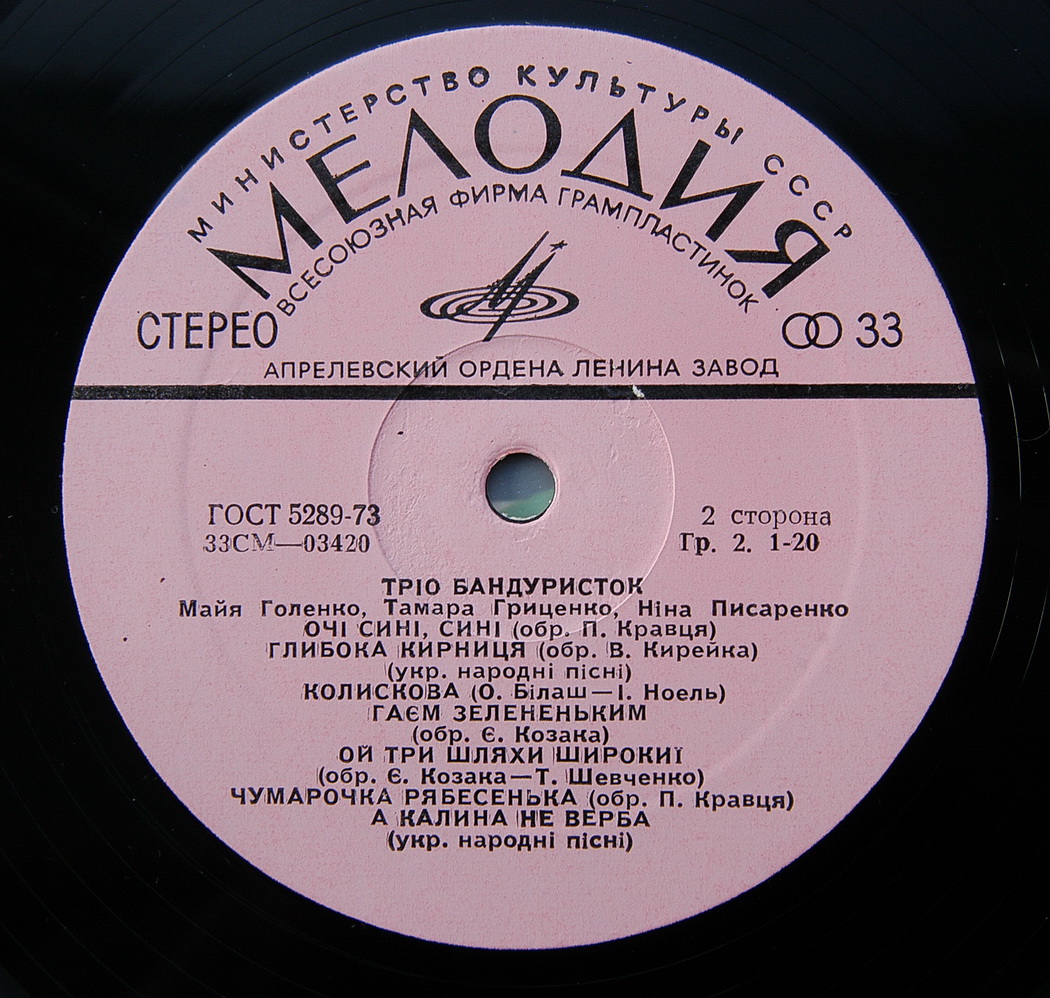 МИНИСТЕРСТВО КУЛЬТУРЫ СССР
МЕЛОДИЯ
ВСЕСОЮЗНАЯ ФИРМА ГРАМПЛАСТИНОК
СТЕРЕО
33
АПРЕЛЕВСКИЙ ОРДЕНА ЛЕНИНА ЗАВОД
ГОСТ 5289-73
33СМ—03420
2 сторона
Гр. 2. 1-20
ТРІО БАНДУРИСТОК
Майя Голенко, Тамара Гриценко, Ніна Писаренко
ОЧІ СИНІ, СИНІ (обр. П. Кравця)
ГЛИБОКА КИРНИЦЯ (обр. В. Кирейка)
(укр. народні пісні)
КОЛИСКОВА (О. Білаш—І. Ноель)
ГАЄМ ЗЕЛЕНЕНЬКИМ
(обр. Є. Козака)
ОЙ ТРИ ШЛЯХИ ШИРОКИЇ
(обр. Є. Козака—Т. Шевченко)
ЧУМАРОЧКА РЯБЕСЕНЬКА (обр. П. Кравця)
А КАЛИНА НЕ ВЕРБА
(укр. народні пісні)